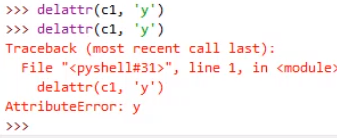 >>> delattr(c1, 'y')
>>> delattr(c1, 'y')
Traceback (most recent call last):
  File "<pyshell#31>", line 1, in <module>
    delattr(c1, 'y')
AttributeError: y
>>>